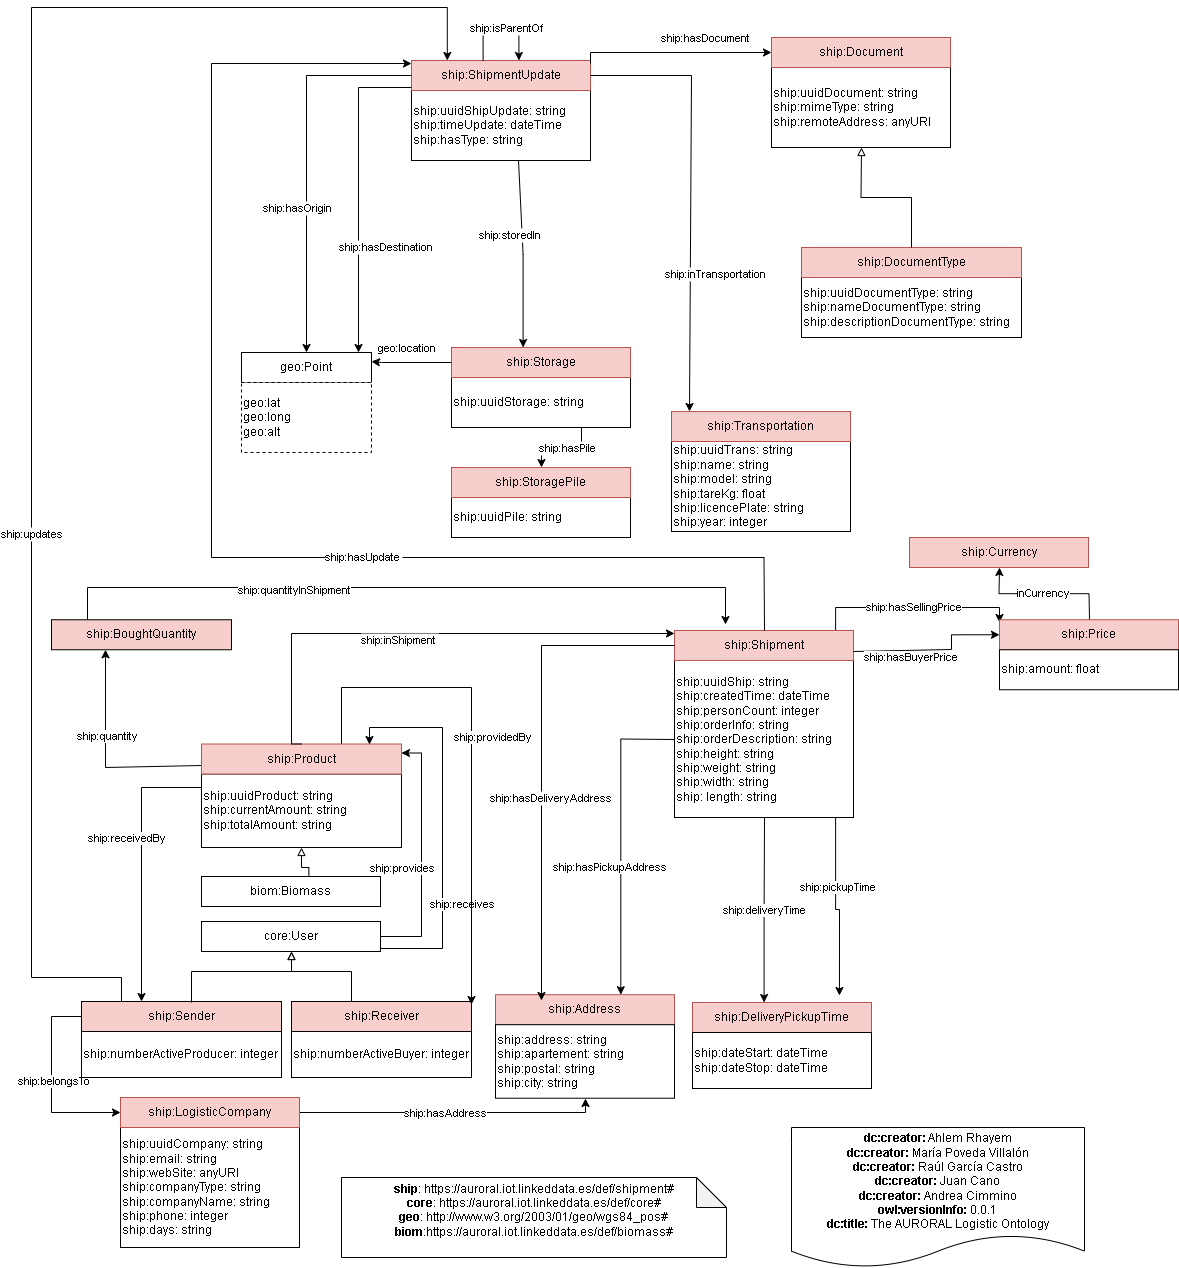 ship:isParentOf
ship:hasDocument
ship:Document
ship:uuidDocument: string
ship:mimeType: string
ship:remoteAddress: anyURI
ship:ShipmentUpdate
ship:uuidShipUpdate: string
ship:timeUpdate: dateTime
ship:hasType: string
ship:hasOrigin
ship:hasDestination
ship:storedIn
ship:inTransportation
ship:DocumentType
ship:uuidDocumentType: string
ship:nameDocumentType: string
ship:descriptionDocumentType: string
geo:Point
geo:lat
geo:long
geo:alt
geo:location
ship:Storage
ship:uuidStorage: string
ship:hasPile
ship:StoragePile
ship:uuidPile: string
ship:Transportation
ship:uuidTrans: string
ship:name: string
ship:model: string
ship:tareKg: float
ship:licencePlate: string
ship:year: integer
ship:updates
ship:hasUpdate
ship:Currency
inCurrency
ship:quantityInShipment
ship:BoughtQuantity
ship:inShipment
ship:hasSellingPrice
ship:hasBuyerPrice
ship:Price
ship:amount: float
ship:Shipment
ship:uuidShip: string
ship:createdTime: dateTime
ship:personCount: integer
ship:orderInfo: string
ship:orderDescription: string
ship:height: string
ship:weight: string
ship:width: string
ship: length: string
ship:quantity
ship:providedBy
ship:Product
ship:uuidProduct: string
ship:currentAmount: string
ship:totalAmount: string
ship:hasDeliveryAddress
ship:receivedBy
ship:provides
ship:hasPickupAddress
biom:Biomass
ship:receives
ship:pickupTime
ship:deliveryTime
core:User
ship:Sender
ship:numberActiveProducer: integer
ship:Receiver
ship:numberActiveBuyer: integer
ship:Address
ship:address: string
ship:apartement: string
ship:postal: string
ship:city: string
ship:DeliveryPickupTime
ship:dateStart: dateTime
ship:dateStop: dateTime
ship:belongsTo
ship:LogisticCompany
ship:uuidCompany: string
ship:email: string
ship:webSite: anyURI
ship:companyType: string
ship:companyName: string
ship:phone: integer
ship:days: string
ship:hasAddress
ship: https://auroral.iot.linkeddata.es/def/shipment#
core: https://auroral.iot.linkeddata.es/def/core#
geo: http://www.w3.org/2003/01/geo/wgs84_pos#
biom:https://auroral.iot.linkeddata.es/def/biomass#
dc:creator: Ahlem Rhayem
dc:creator: María Poveda Villalón
dc:creator: Raúl García Castro
dc:creator: Juan Cano
dc:creator: Andrea Cimmino
owl:versionInfo: 0.0.1
dc:title: The AURORAL Logistic Ontology